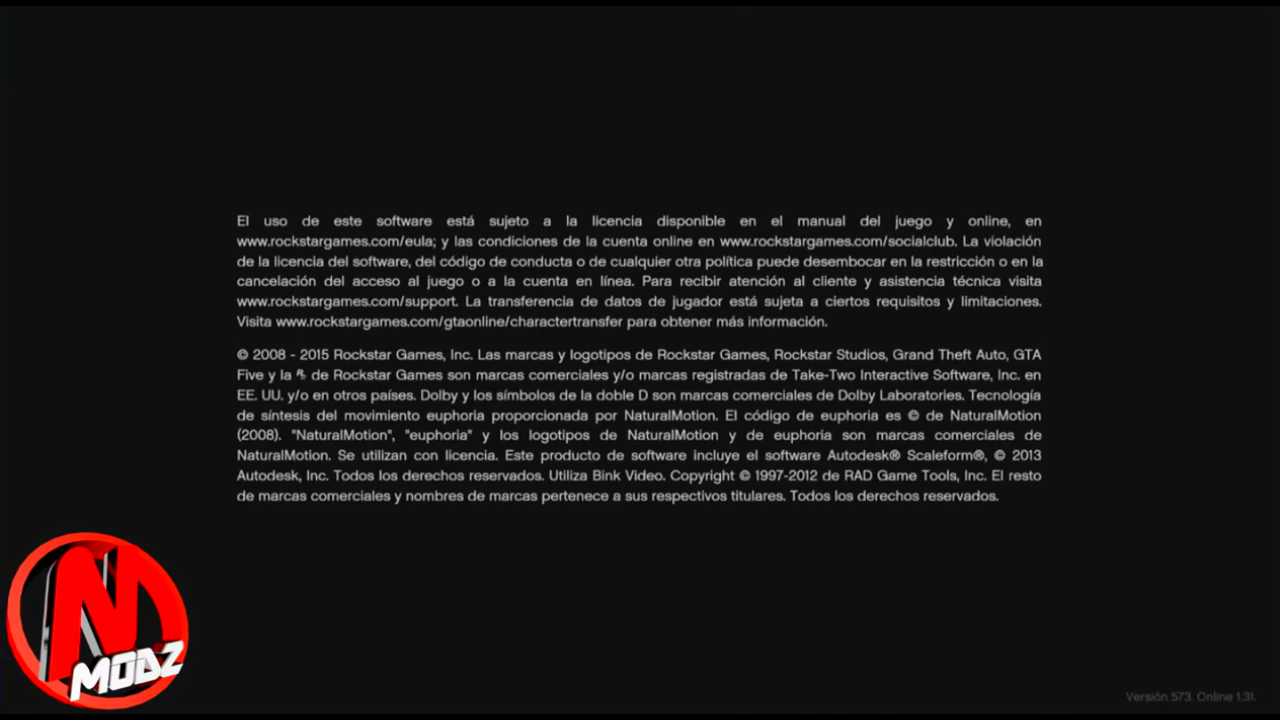 El uso de este software está sujeto a la licencia disponible en el manual del juego y online, en
www.rockstargames.com/eula; y las condiciones de la cuenta online en www.rockstargames.com/socialclub. La violación
de la licencia del software, del código de conducta o de cualquier otra política puede desembocar en la restricción o en la
cancelación del acceso al juego o a la cuenta en línea. Para recibir atención al cliente y asistencia técnica visita
www.rockstargames.com/support. La transferencia de datos de jugador está sujeta a ciertos requisitos y limitaciones.
Visita www.rockstargames.com/gtaonline/charactertransfer para obtener más información.
© 2008 - 2015 Rockstar Games, Inc. Las marcas y logotipos de Rockstar Games, Rockstar Studios, Grand Theft Auto, GTA
Five y la R* de Rockstar Games son marcas comerciales y/o marcas registradas de Take-Two Interactive Software, Inc. en
EE. UU. y/o en otros países. Dolby y los símbolos de la doble D son marcas comerciales de Dolby Laboratories. Tecnología
de síntesis del movimiento euphoria proporcionada por NaturalMotion. El código de euphoria es © de NaturalMotion
(2008). "NaturalMotion", "euphoria" y los logotipos de NaturalMotion y de euphoria son marcas comerciales de
NaturalMotion. Se utilizan con licencia. Este producto de software incluye el software Autodesk® Scaleform®, © 2013
Autodesk, Inc. Todos los derechos reservados. Utiliza Bink Video. Copyright © 1997-2012 de RAD Game Tools, Inc. El resto
de marcas comerciales y nombres de marcas pertenece a sus respectivos titulares. Todos los derechos reservados.
N
MODZ
Versión 573. Online 1.31.